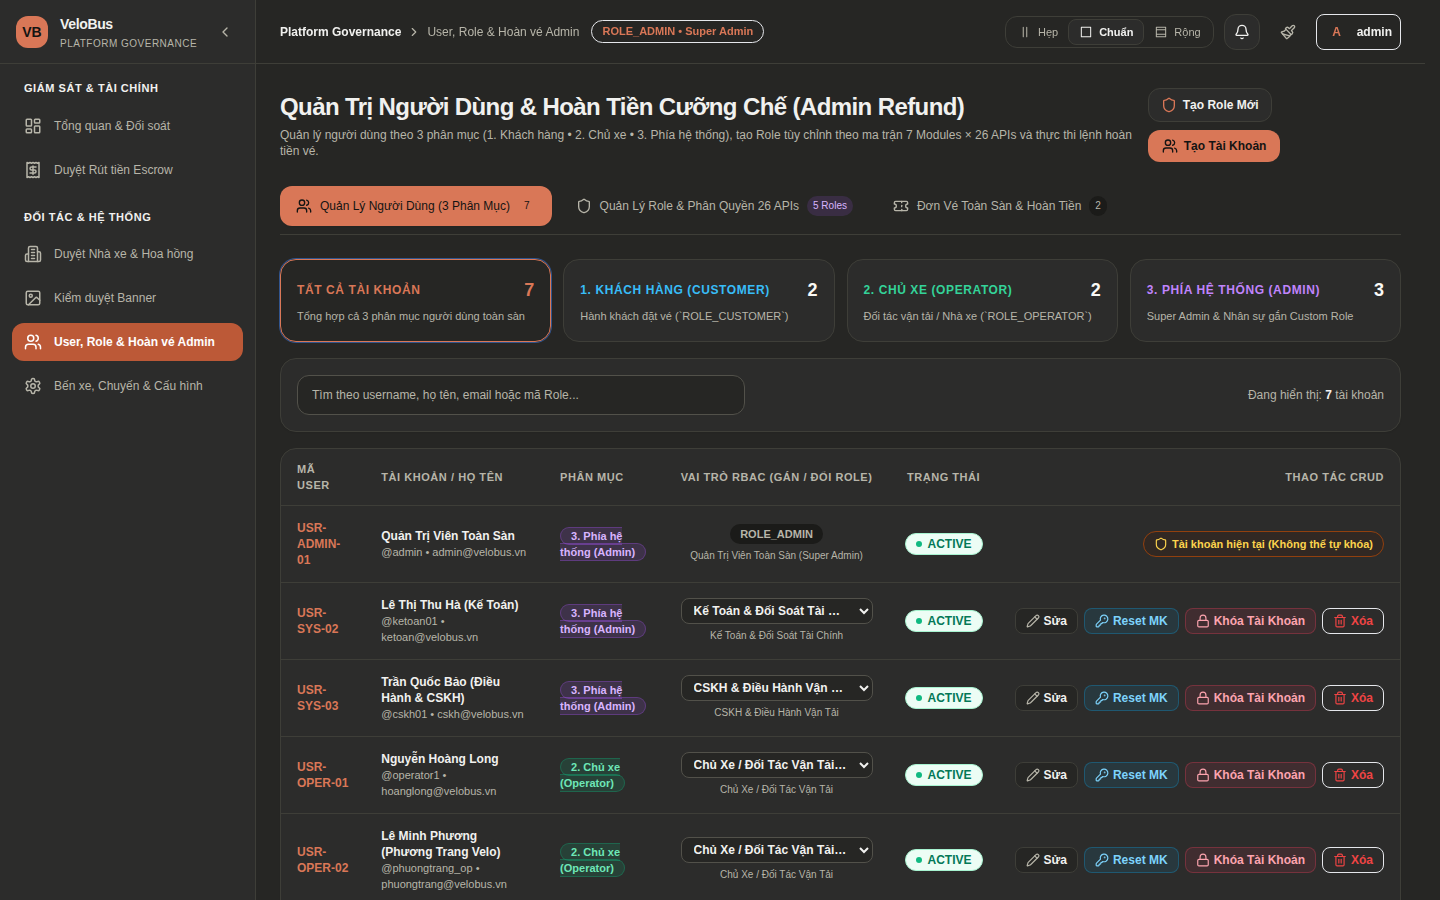 VB
VeloBus
PLATFORM GOVERNANCE
GIÁM SÁT & TÀI CHÍNH
Tổng quan & Đối soát
Duyệt Rút tiền Escrow
ĐỐI TÁC & HỆ THỐNG
Duyệt Nhà xe & Hoa hồng
Kiểm duyệt Banner
User, Role & Hoàn vé Admin
Bến xe, Chuyến & Cấu hình
Platform Governance
User, Role & Hoàn vé Admin
ROLE_ADMIN • Super Admin
Hẹp
Chuẩn
Rộng
A
admin
Quản Trị Người Dùng & Hoàn Tiền Cưỡng Chế (Admin Refund)
Quản lý người dùng theo 3 phân mục (1. Khách hàng • 2. Chủ xe • 3. Phía hệ thống), tạo Role tùy chỉnh theo ma trận 7 Modules × 26 APIs và thực thi lệnh hoàn
tiền vé.
Tạo Role Mới
Tạo Tài Khoản
Quản Lý Người Dùng (3 Phân Mục) 7
Quản Lý Role & Phân Quyền 26 APIs 5 Roles
Đơn Vé Toàn Sàn & Hoàn Tiền 2
TẤT CẢ TÀI KHOẢN 7
Tổng hợp cả 3 phân mục người dùng toàn sàn
1. KHÁCH HÀNG (CUSTOMER) 2
Hành khách đặt vé (`ROLE_CUSTOMER`)
2. CHỦ XE (OPERATOR) 2
Đối tác vận tải / Nhà xe (`ROLE_OPERATOR`)
3. PHÍA HỆ THỐNG (ADMIN) 3
Super Admin & Nhân sự gắn Custom Role
Tìm theo username, họ tên, email hoặc mã Role...
Đang hiển thị: 7 tài khoản
MÃ
USER
TÀI KHOẢN / HỌ TÊN
PHÂN MỤC
VAI TRÒ RBAC (GÁN / ĐỔI ROLE)
TRẠNG THÁI
THAO TÁC CRUD
USR-
ADMIN-
01
Quản Trị Viên Toàn Sàn
@admin • admin@velobus.vn
3. Phía hệ
thống (Admin)
ROLE_ADMIN
Quản Trị Viên Toàn Sàn (Super Admin)
ACTIVE
Tài khoản hiện tại (Không thể tự khóa)
USR-
SYS-02
Lê Thị Thu Hà (Kế Toán)
@ketoan01 •
ketoan@velobus.vn
3. Phía hệ
thống (Admin)
Kế Toán & Đối Soát Tài ...
Kế Toán & Đối Soát Tài Chính
ACTIVE
Sửa
Reset MK
Khóa Tài Khoản
Xóa
USR-
SYS-03
Trần Quốc Bảo (Điều
Hành & CSKH)
@cskh01 • cskh@velobus.vn
3. Phía hệ
thống (Admin)
CSKH & Điều Hành Vận ...
CSKH & Điều Hành Vận Tải
ACTIVE
Sửa
Reset MK
Khóa Tài Khoản
Xóa
USR-
OPER-01
Nguyễn Hoàng Long
@operator1 •
hoanglong@velobus.vn
2. Chủ xe
(Operator)
Chủ Xe / Đối Tác Vận Tải...
Chủ Xe / Đối Tác Vận Tải
ACTIVE
Sửa
Reset MK
Khóa Tài Khoản
Xóa
USR-
OPER-02
Lê Minh Phương
(Phương Trang Velo)
@phuongtrang_op •
phuongtrang@velobus.vn
2. Chủ xe
(Operator)
Chủ Xe / Đối Tác Vận Tải...
Chủ Xe / Đối Tác Vận Tải
ACTIVE
Sửa
Reset MK
Khóa Tài Khoản
Xóa